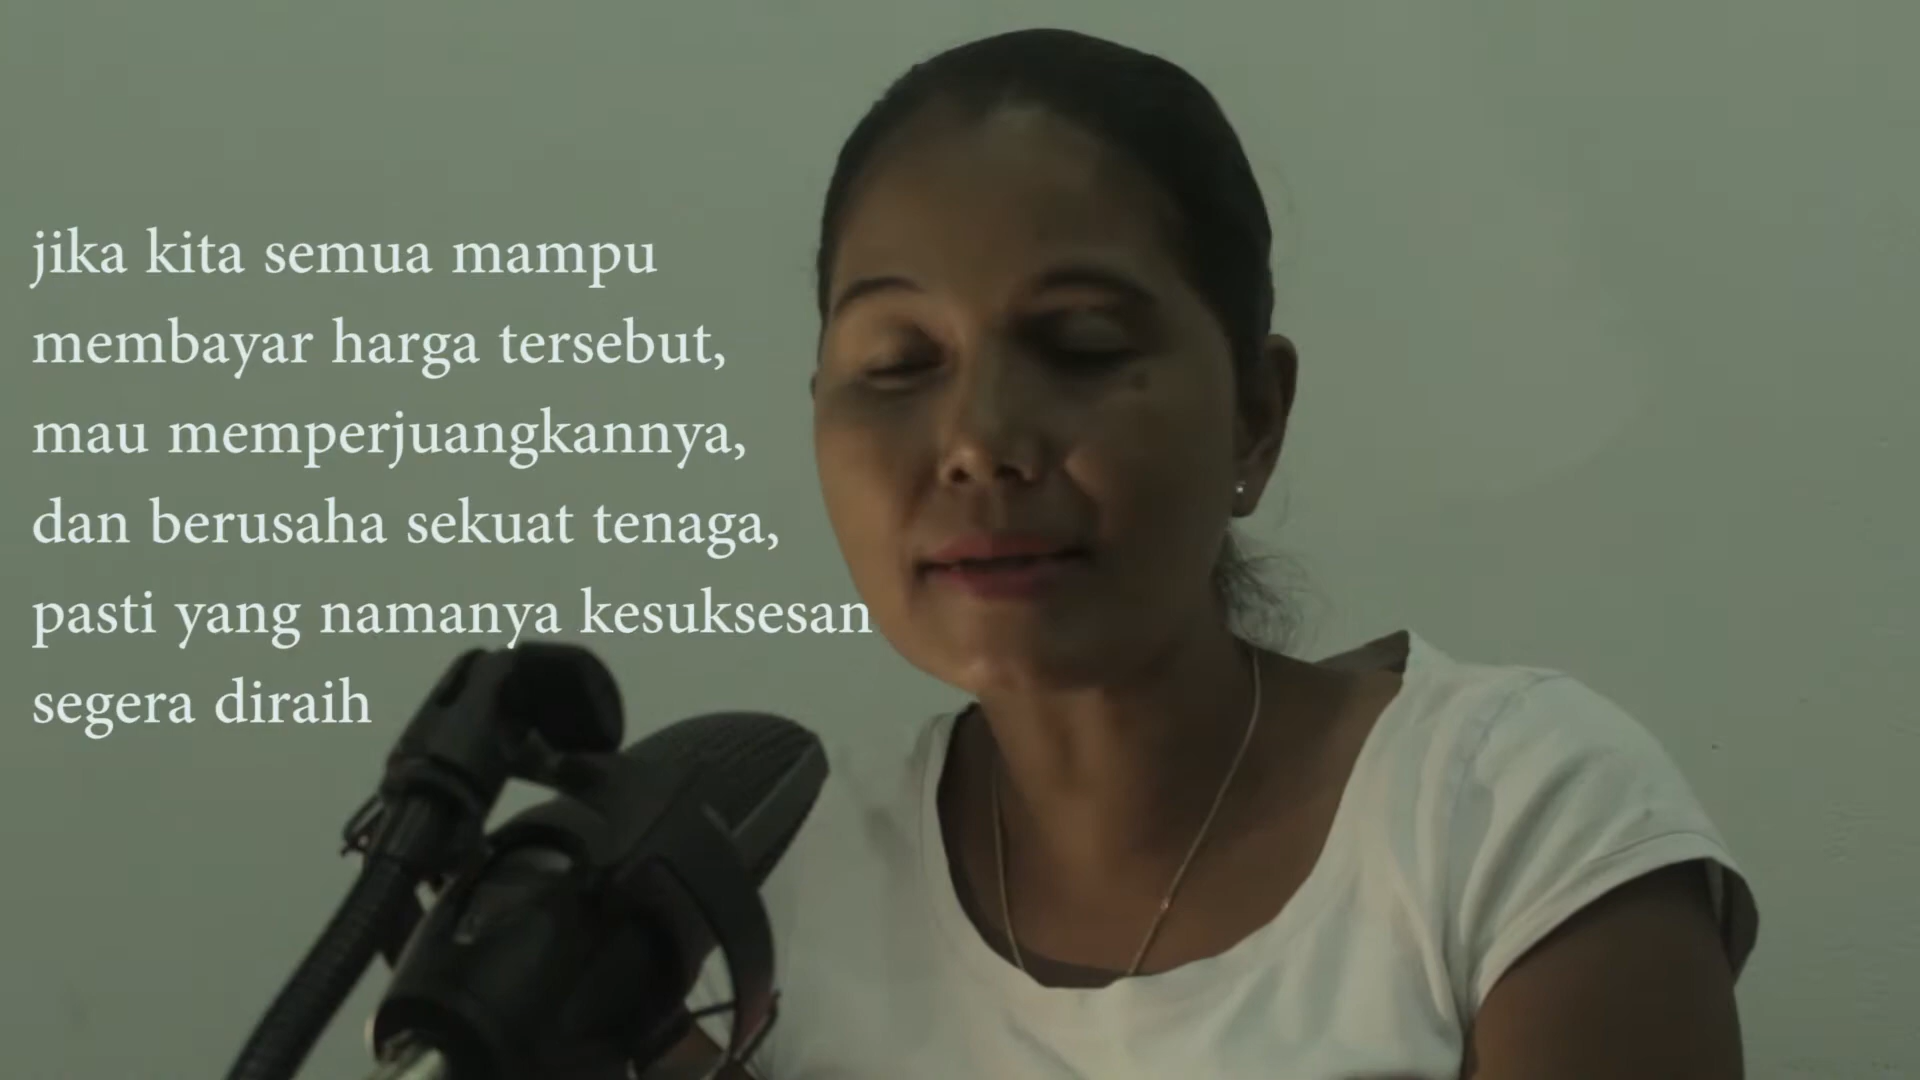 jika kita semua mampu
membayar harga tersebut,
mau memperjuangkannya,
dan berusaha sekuat tenaga,
pasti yang namanya kesuksesan
segera diraih